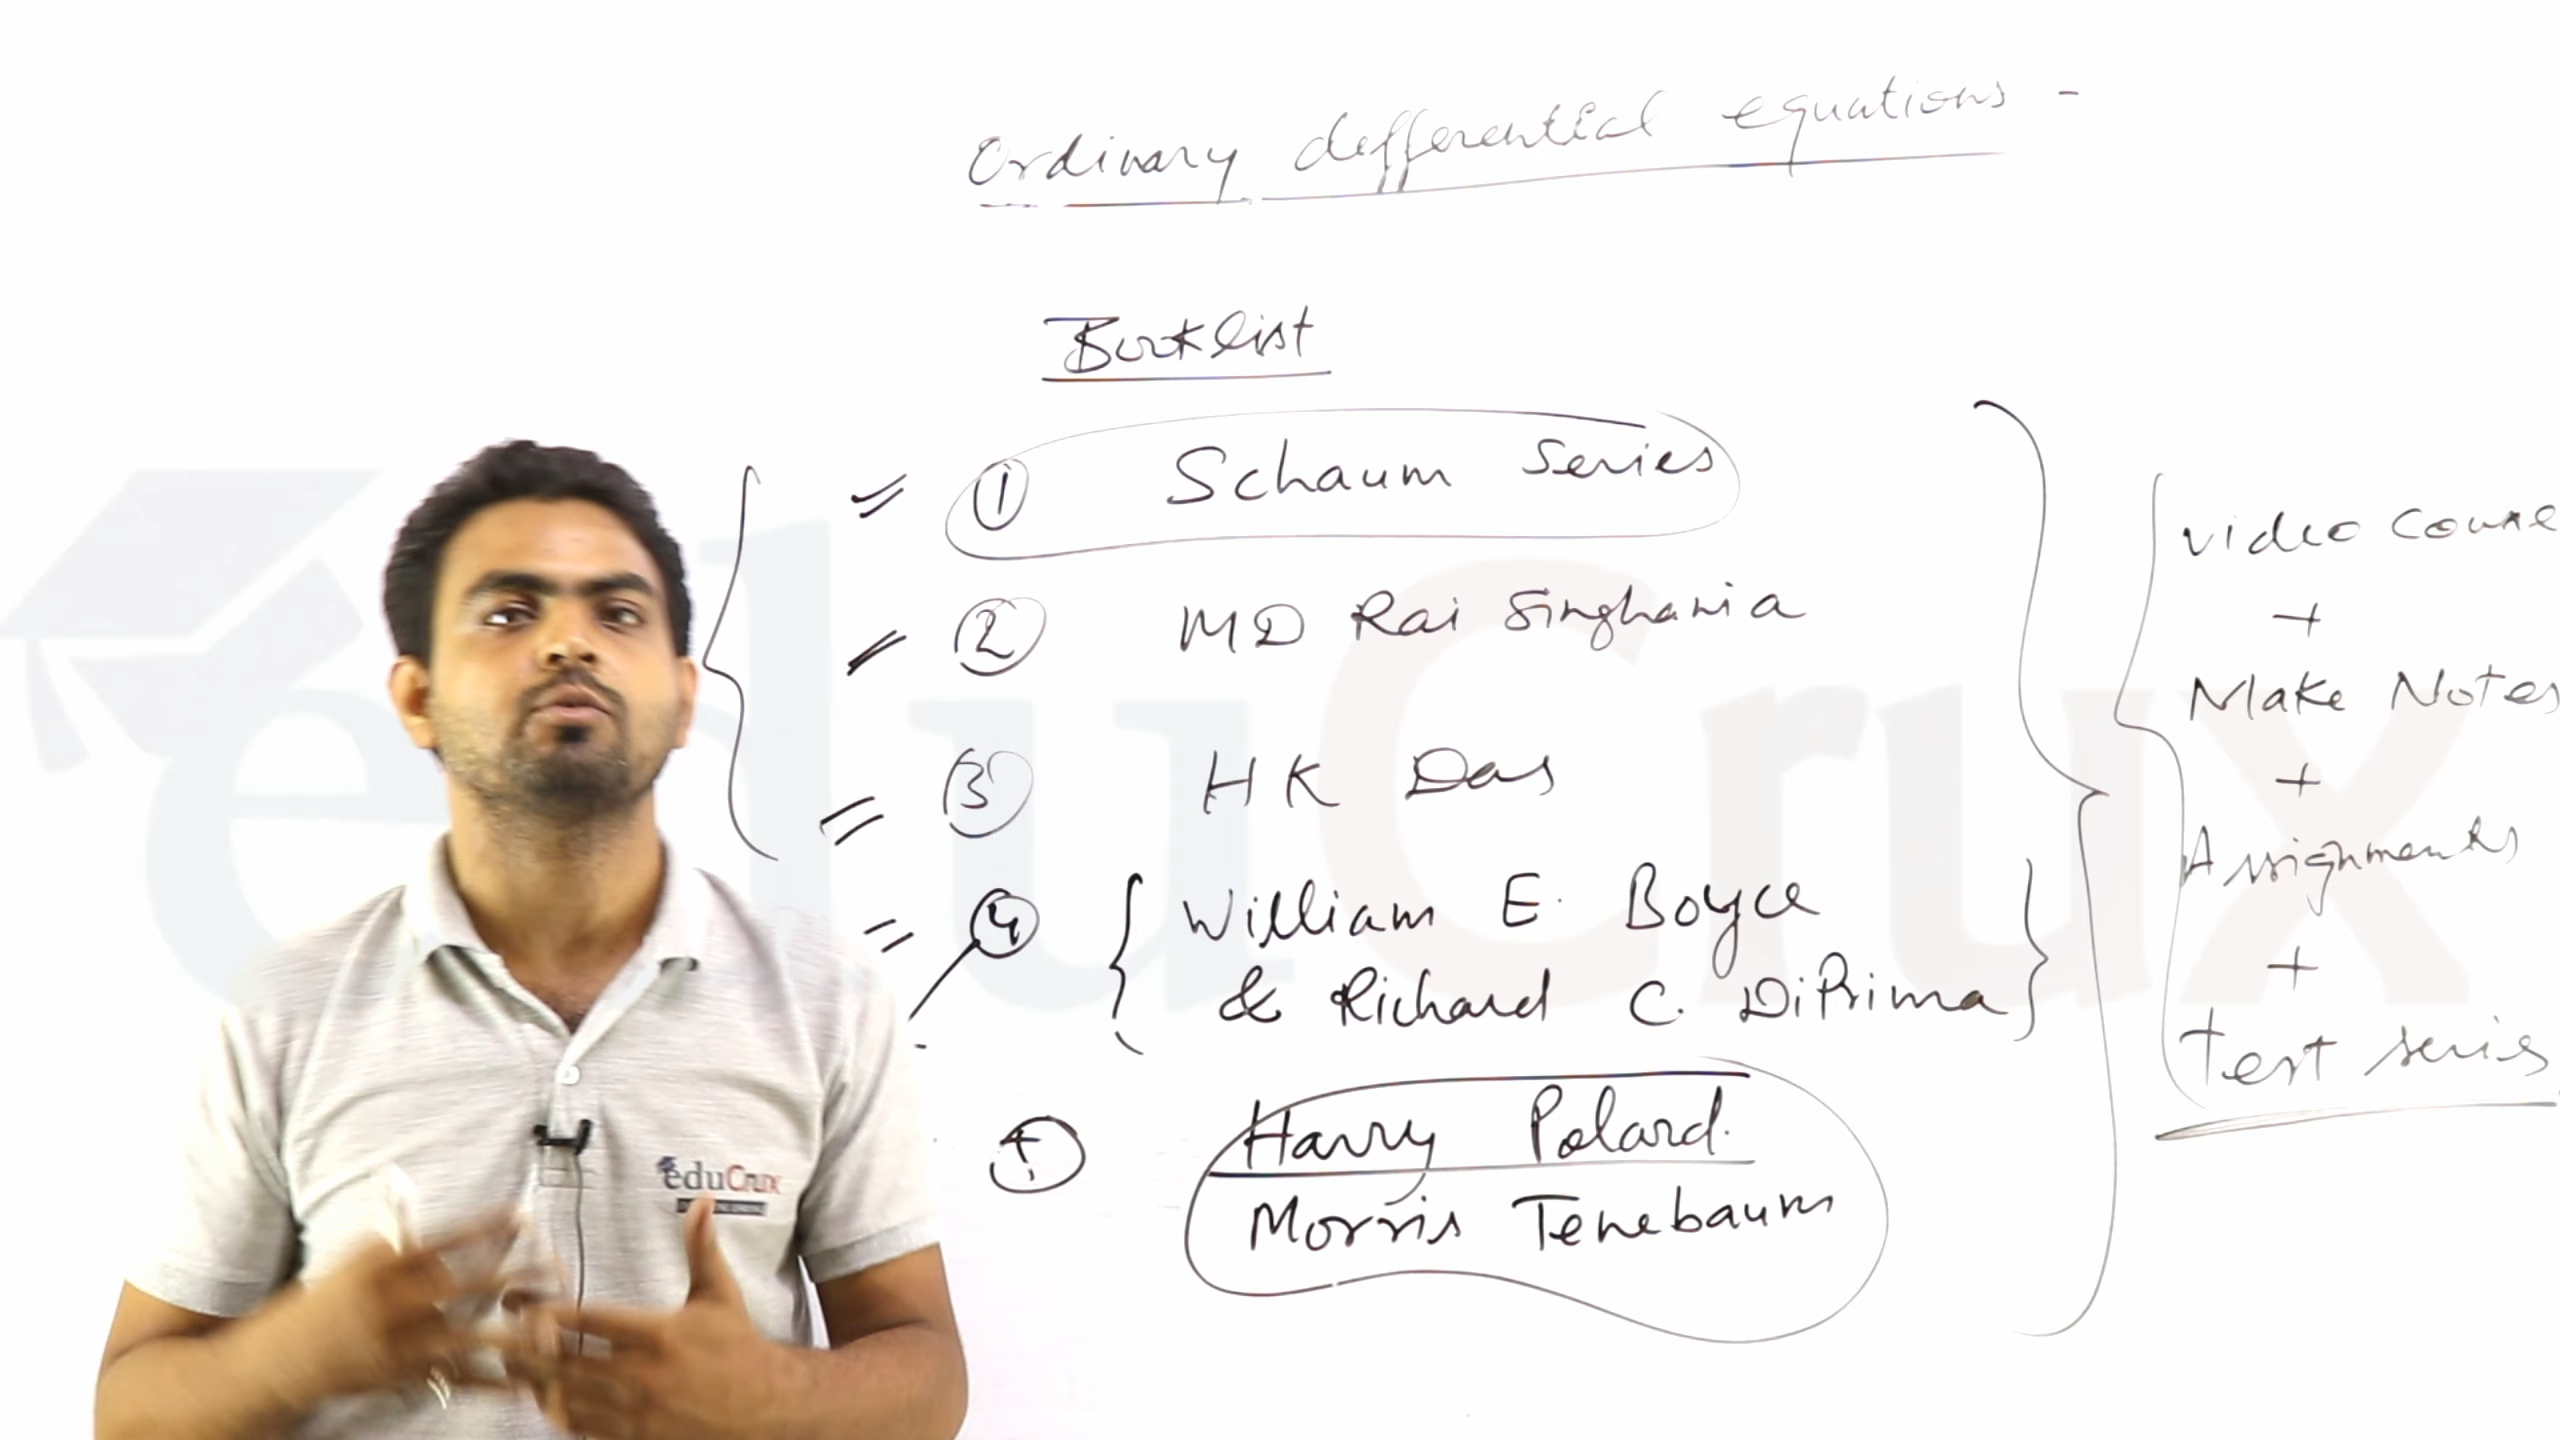 Ordinary differential equations -
Booklist
① Schaum Series
② MD Rai Singhania
③ HK Das
④ William E. Boyce
& Richard C. DiPrima
Harry Polard.
Morris Tenebaum
video course
+
Make Notes
+
Assignments
+
Test series
eduCrux
eduCrux